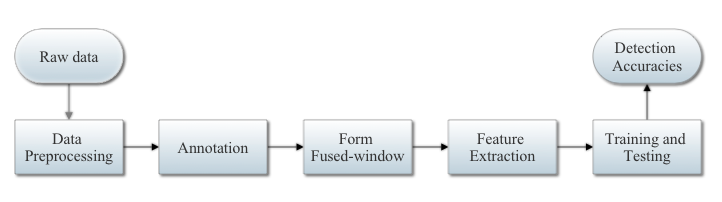 Raw data
Data
Preprocessing
Annotation
Form
Fused-window
Feature
Extraction
Training and
Testing
Detection
Accuracies